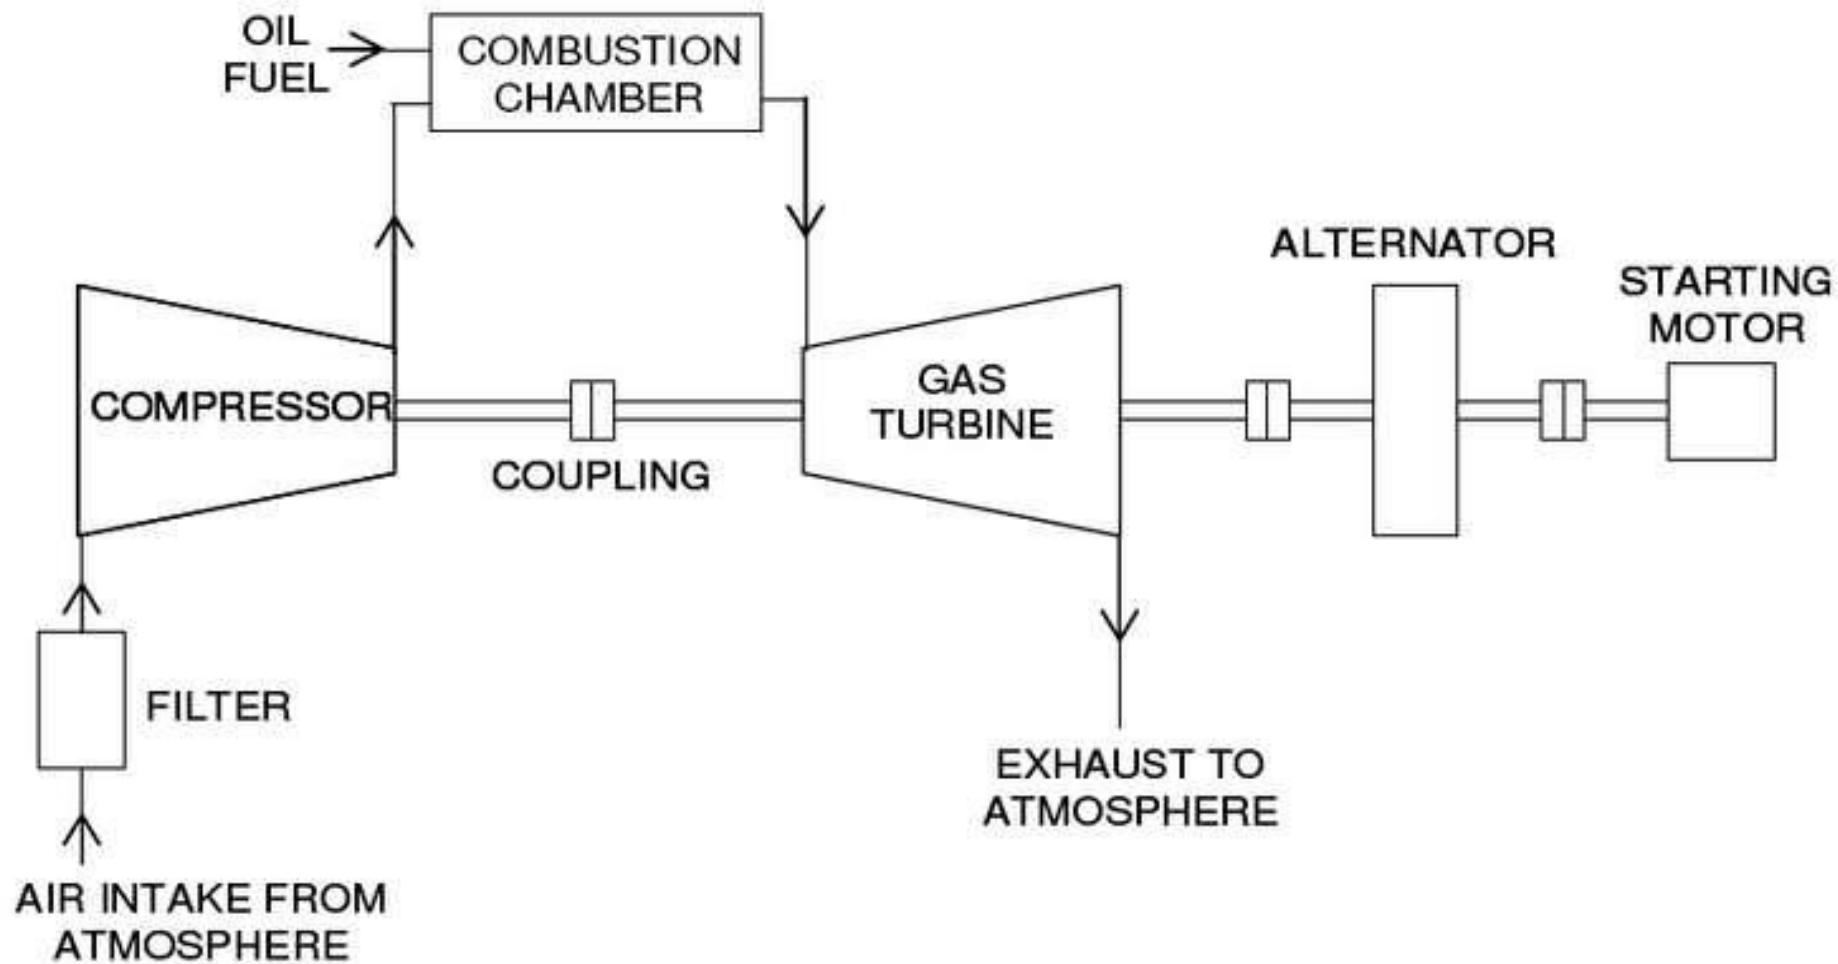 OIL
FUEL
COMBUSTION
CHAMBER
ALTERNATOR
STARTING
MOTOR
COMPRESSOR
GAS
TURBINE
COUPLING
FILTER
EXHAUST TO
ATMOSPHERE
AIR INTAKE FROM
ATMOSPHERE